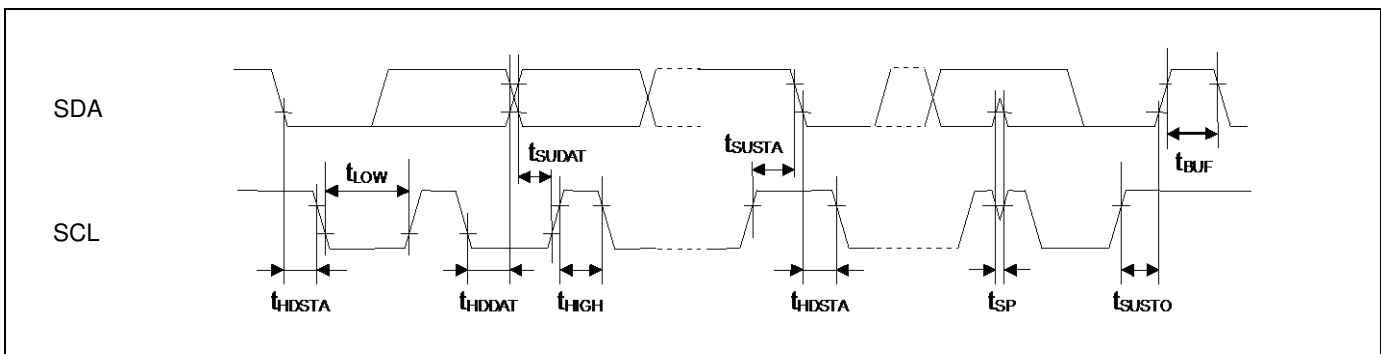 SDA
tSUDAT
tSUSTA
tBUF
tLOW
SCL
tHDSTA
tHDDAT
tHIGH
tHDSTA
tSP
tSUSTO